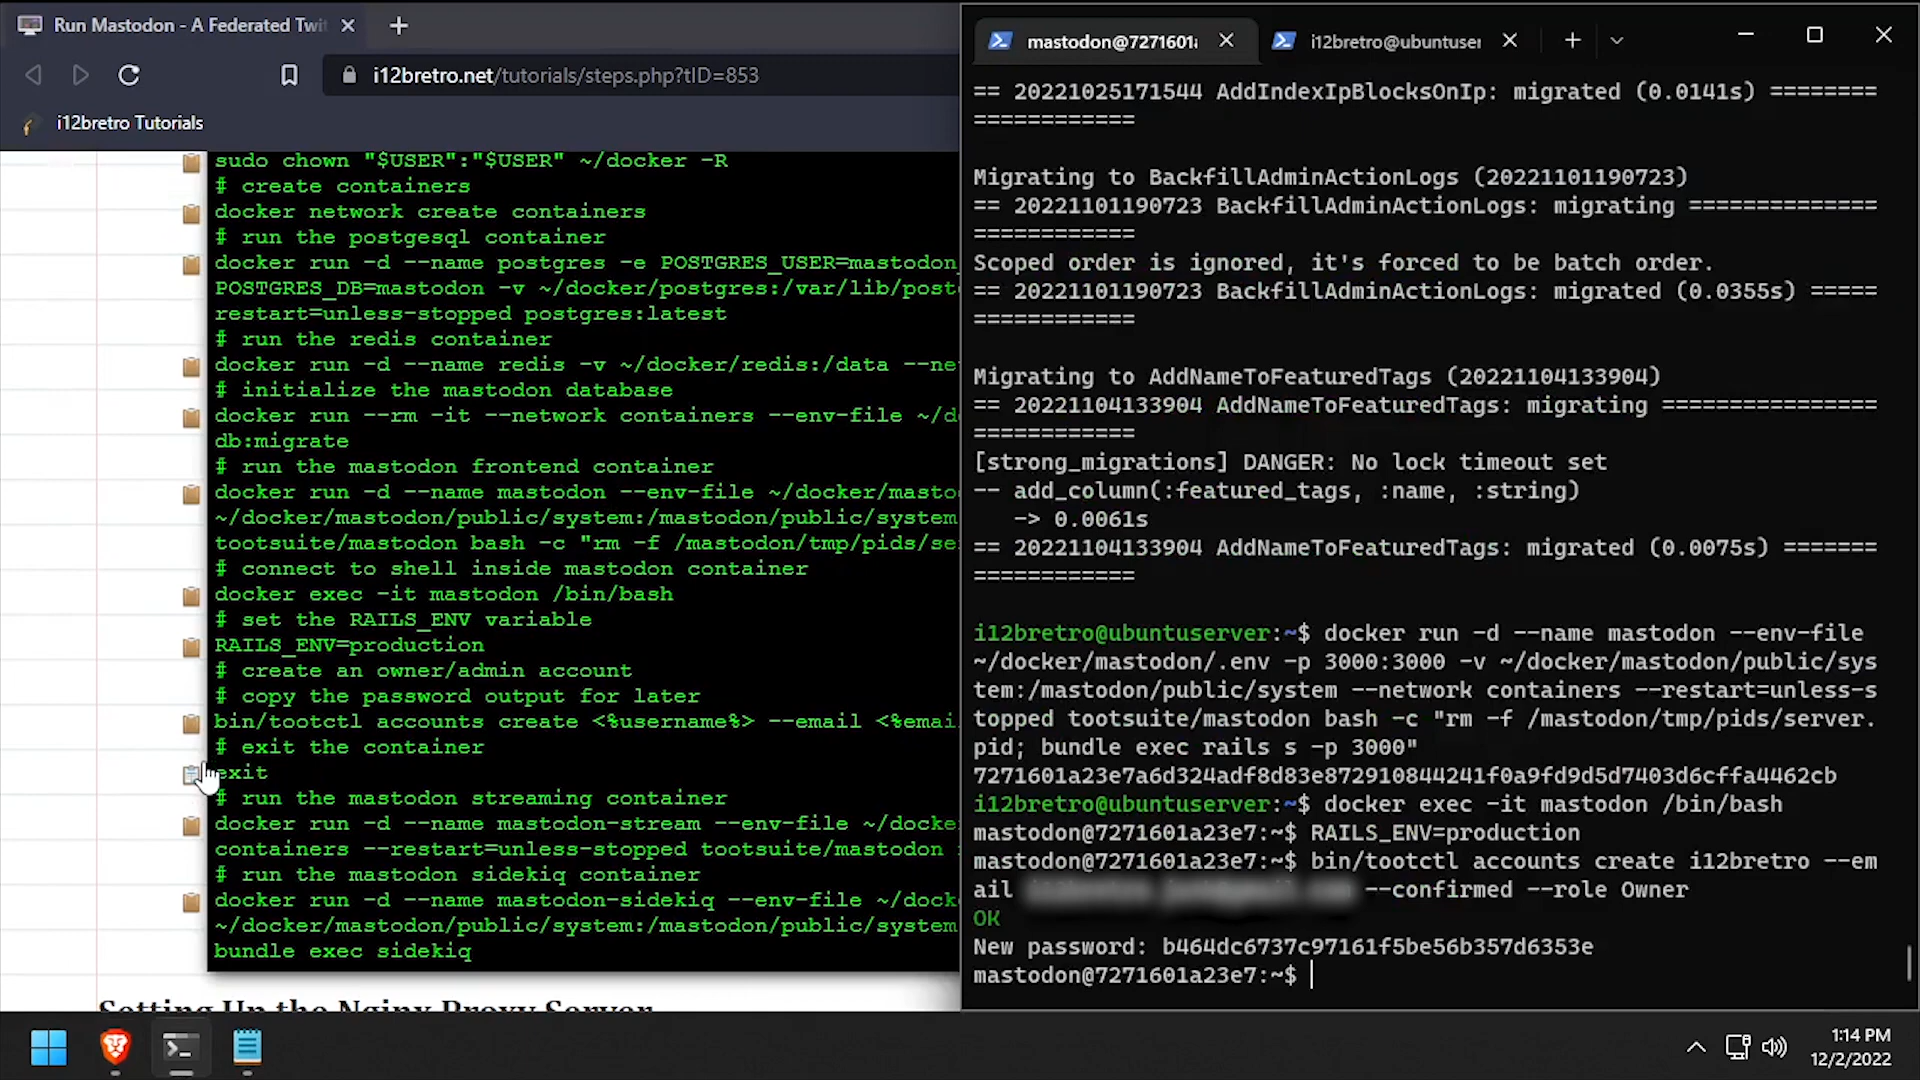 Run Mastodon - A Federated Twit
i12bretro.net/tutorials/steps.php?tID=853
i12bretro Tutorials
sudo chown "$USER":"$USER" ~/docker -R
# create containers
docker network create containers
# run the postgesql container
docker run -d --name postgres -e POSTGRES_USER=mastodon
POSTGRES_DB=mastodon -v ~/docker/postgres:/var/lib/post
restart=unless-stopped postgres:latest
# run the redis container
docker run -d --name redis -v ~/docker/redis:/data --ne
# initialize the mastodon database
docker run --rm -it --network containers --env-file ~/d
db:migrate
# run the mastodon frontend container
docker run -d --name mastodon --env-file ~/docker/masto
~/docker/mastodon/public/system:/mastodon/public/system
tootsuite/mastodon bash -c "rm -f /mastodon/tmp/pids/se
# connect to shell inside mastodon container
docker exec -it mastodon /bin/bash
# set the RAILS_ENV variable
RAILS_ENV=production
# create an owner/admin account
# copy the password output for later
bin/tootctl accounts create <%username%> --email <%emai
# exit the container
exit
# run the mastodon streaming container
docker run -d --name mastodon-stream --env-file ~/docke
containers --restart=unless-stopped tootsuite/mastodon
# run the mastodon sidekiq container
docker run -d --name mastodon-sidekiq --env-file ~/dock
~/docker/mastodon/public/system:/mastodon/public/system
bundle exec sidekiq
Setting Up the Nginx Proxy Server
mastodon@7271601a
i12bretro@ubuntuser
== 20221025171544 AddIndexIpBlocksOnIp: migrated (0.0141s) ========
============
Migrating to BackfillAdminActionLogs (20221101190723)
== 20221101190723 BackfillAdminActionLogs: migrating ==============
============
Scoped order is ignored, it's forced to be batch order.
== 20221101190723 BackfillAdminActionLogs: migrated (0.0355s) =====
============
Migrating to AddNameToFeaturedTags (20221104133904)
== 20221104133904 AddNameToFeaturedTags: migrating ================
============
[strong_migrations] DANGER: No lock timeout set
-- add_column(:featured_tags, :name, :string)
-> 0.0061s
== 20221104133904 AddNameToFeaturedTags: migrated (0.0075s) =======
============
i12bretro@ubuntuserver:~$ docker run -d --name mastodon --env-file
~/docker/mastodon/.env -p 3000:3000 -v ~/docker/mastodon/public/sys
tem:/mastodon/public/system --network containers --restart=unless-s
topped tootsuite/mastodon bash -c "rm -f /mastodon/tmp/pids/server.
pid; bundle exec rails s -p 3000"
7271601a23e7a6d324adf8d83e872910844241f0a9fd9d5d7403d6cffa4462cb
i12bretro@ubuntuserver:~$ docker exec -it mastodon /bin/bash
mastodon@7271601a23e7:~$ RAILS_ENV=production
mastodon@7271601a23e7:~$ bin/tootctl accounts create i12bretro --em
ail --confirmed --role Owner
OK
New password: b464dc6737c97161f5be56b357d6353e
mastodon@7271601a23e7:~$
1:14 PM
12/2/2022